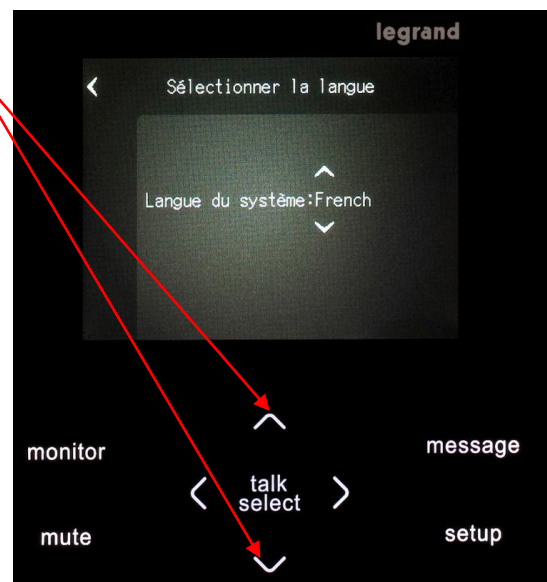 legrand
Sélectionner la langue
Langue du système:French
monitor
message
talk
select
mute
setup